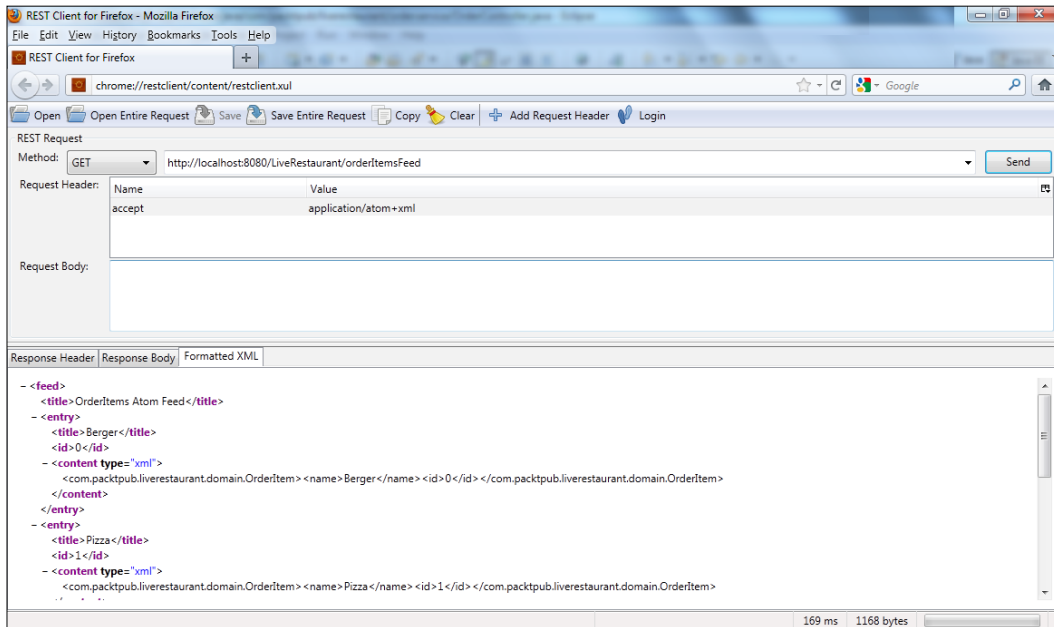 REST Client for Firefox - Mozilla Firefox
File Edit View History Bookmarks Tools Help
REST Client for Firefox +
chrome://restclient/content/restclient.xul Google
Open Open Entire Request Save Save Entire Request Copy Clear Add Request Header Login
REST Request
Method: GET http://localhost:8080/LiveRestaurant/orderItemsFeed Send
Request Header: Name Value
accept application/atom+xml
Request Body:
Response Header Response Body Formatted XML
- <feed>
<title>OrderItems Atom Feed</title>
- <entry>
<title>Berger</title>
<id>0</id>
- <content type="xml">
<com.packtpub.liverestaurant.domain.OrderItem><name>Berger</name><id>0</id></com.packtpub.liverestaurant.domain.OrderItem>
</content>
</entry>
- <entry>
<title>Pizza</title>
<id>1</id>
- <content type="xml">
<com.packtpub.liverestaurant.domain.OrderItem><name>Pizza</name><id>1</id></com.packtpub.liverestaurant.domain.OrderItem>
169 ms 1168 bytes